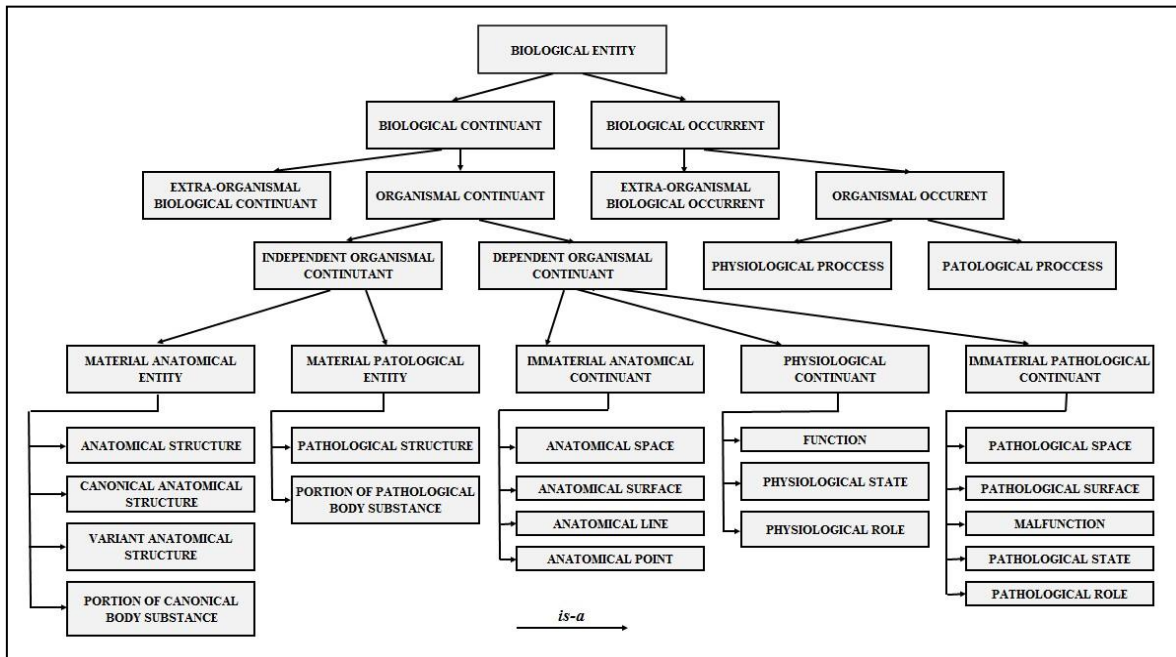 BIOLOGICAL ENTITY
BIOLOGICAL CONTINUANT
BIOLOGICAL OCCURRENT
EXTRA-ORGANISMAL
BIOLOGICAL CONTINUANT
ORGANISMAL CONTINUANT
EXTRA-ORGANISMAL
BIOLOGICAL OCCURRENT
ORGANISMAL OCCURENT
INDEPENDENT ORGANISMAL
CONTINUTANT
DEPENDENT ORGANISMAL
CONTINUANT
PHYSIOLOGICAL PROCCESS
PATOLOGICAL PROCCESS
MATERIAL ANATOMICAL
ENTITY
MATERIAL PATOLOGICAL
ENTITY
IMMATERIAL ANATOMICAL
CONTINUANT
PHYSIOLOGICAL
CONTINUANT
IMMATERIAL PATHOLOGICAL
CONTINUANT
ANATOMICAL STRUCTURE
CANONICAL ANATOMICAL
STRUCTURE
VARIANT ANATOMICAL
STRUCTURE
PORTION OF CANONICAL
BODY SUBSTANCE
PATHOLOGICAL STRUCTURE
PORTION OF PATHOLOGICAL
BODY SUBSTANCE
ANATOMICAL SPACE
ANATOMICAL SURFACE
ANATOMICAL LINE
ANATOMICAL POINT
FUNCTION
PHYSIOLOGICAL STATE
PHYSIOLOGICAL ROLE
PATHOLOGICAL SPACE
PATHOLOGICAL SURFACE
MALFUNCTION
PATHOLOGICAL STATE
PATHOLOGICAL ROLE
is-a